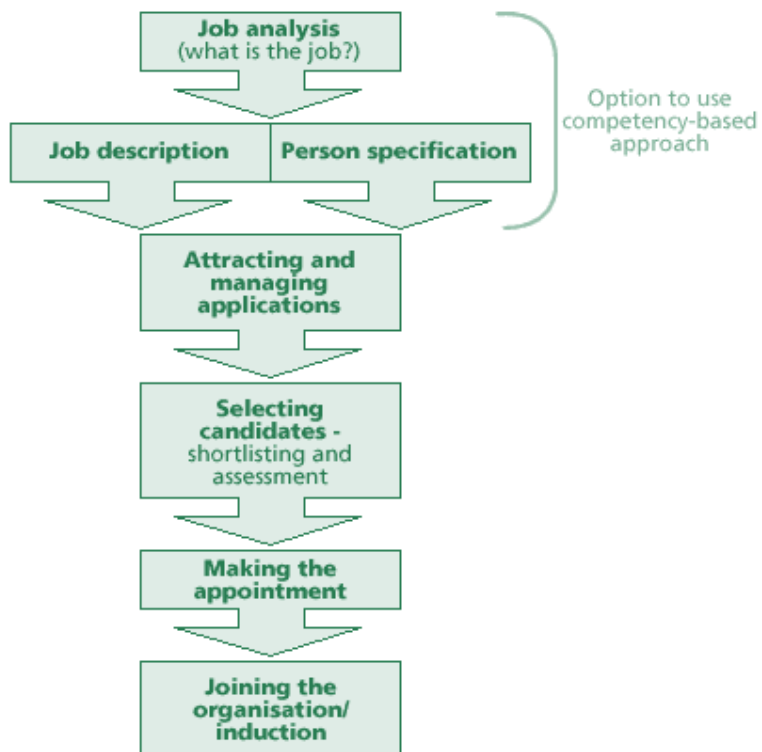 Job analysis
(what is the job?)
Option to use
competency-based
approach
Job description
Person specification
Attracting and
managing
applications
Selecting
candidates -
shortlisting and
assessment
Making the
appointment
Joining the
organisation/
induction